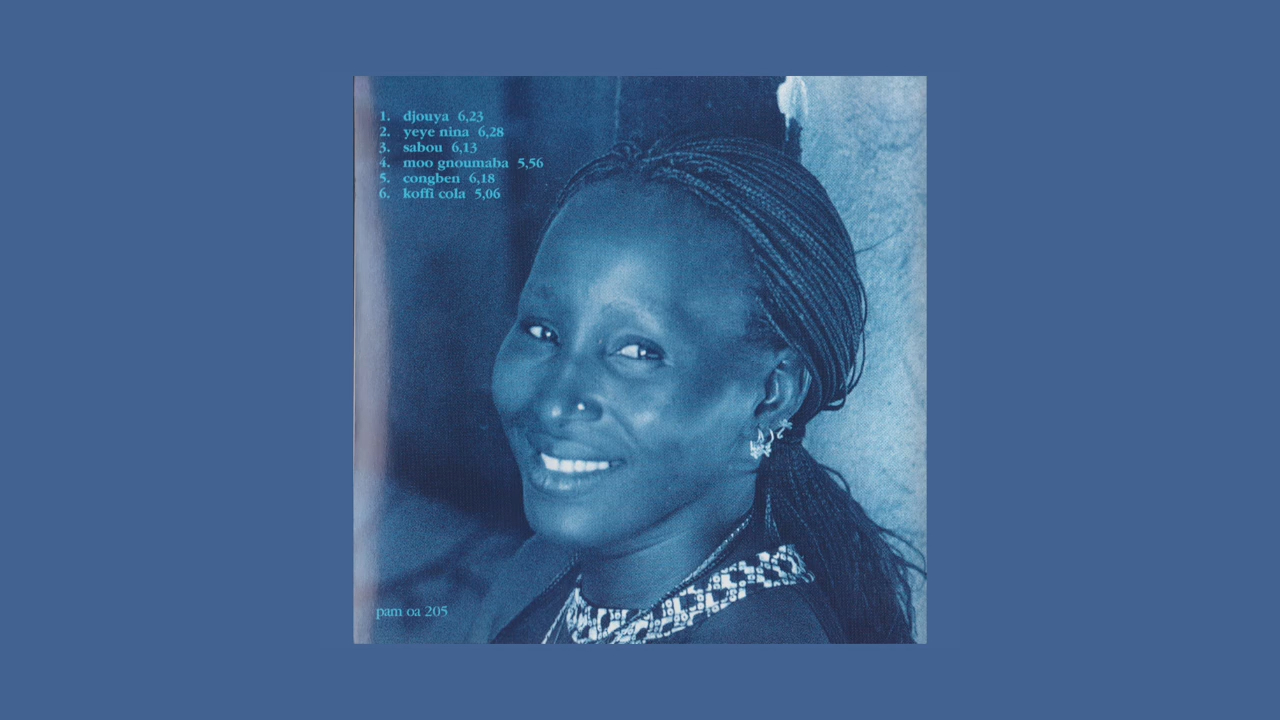 1. djouya 6,23
2. yeye nina 6,28
3. sabou 6,13
4. moo gnoumaba 5,56
5. congben 6,18
6. koffi cola 5,06
pam oa 205